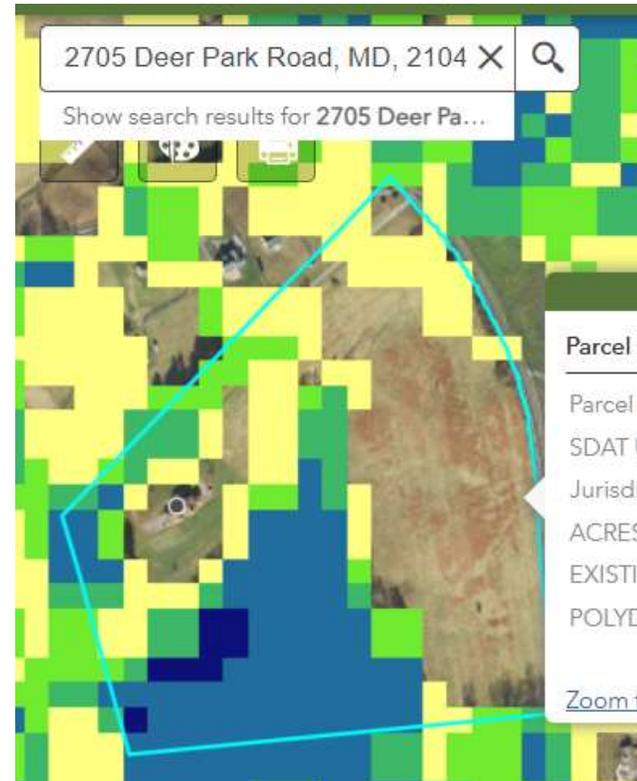 2705 Deer Park Road, MD, 2104
Show search results for 2705 Deer Pa...
Parcel
Parcel
SDAT
Jurisd
ACRES
EXISTI
POLYD
Zoom